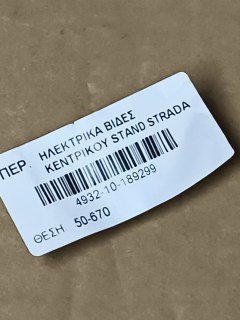 ΠΕΡ. ΗΛΕΚΤΡΙΚΑ ΒΙΔΕΣ
ΚΕΝΤΡΙΚΟΥ STAND STRADA
4932-10-189299
ΘΕΣΗ 50-670